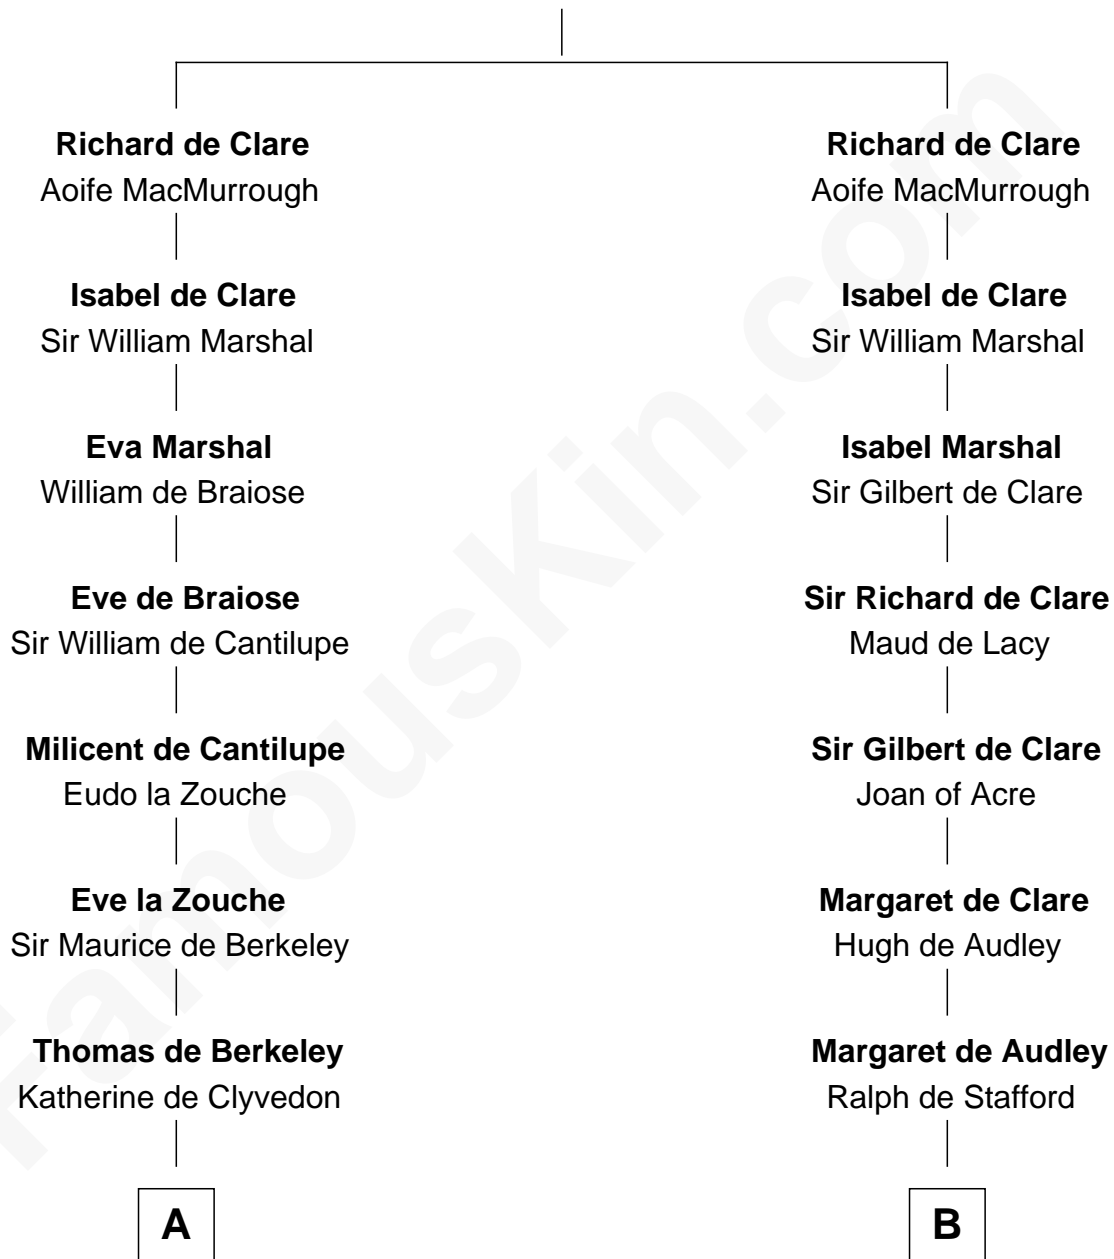 Richard de Clare
Aoife MacMurrough
Isabel de Clare
Sir William Marshal
Eva Marshal
William de Braiose
Eve de Braiose
Sir William de Cantilupe
Milicent de Cantilupe
Eudo la Zouche
Eve la Zouche
Sir Maurice de Berkeley
Thomas de Berkeley
Katherine de Clyvedon
A
Richard de Clare
Aoife MacMurrough
Isabel de Clare
Sir William Marshal
Isabel Marshal
Sir Gilbert de Clare
Sir Richard de Clare
Maud de Lacy
Sir Gilbert de Clare
Joan of Acre
Margaret de Clare
Hugh de Audley
Margaret de Audley
Ralph de Stafford
B
FamousKin.com